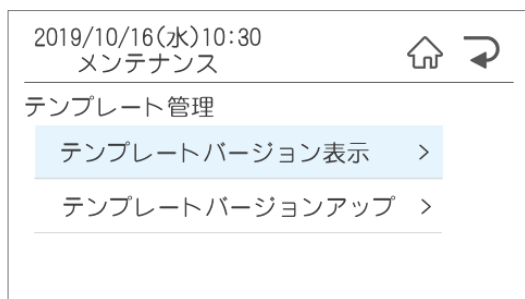 2019/10/16(水)10:30
メンテナンス
テンプレート管理
テンプレートバージョン表示 >
テンプレートバージョンアップ >